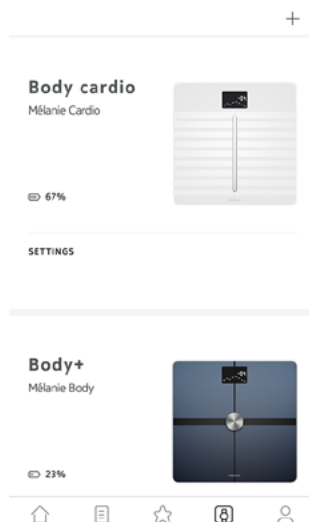 Body cardio
Mélanie Cardio
67%
SETTINGS
Body+
Mélanie Body
23%